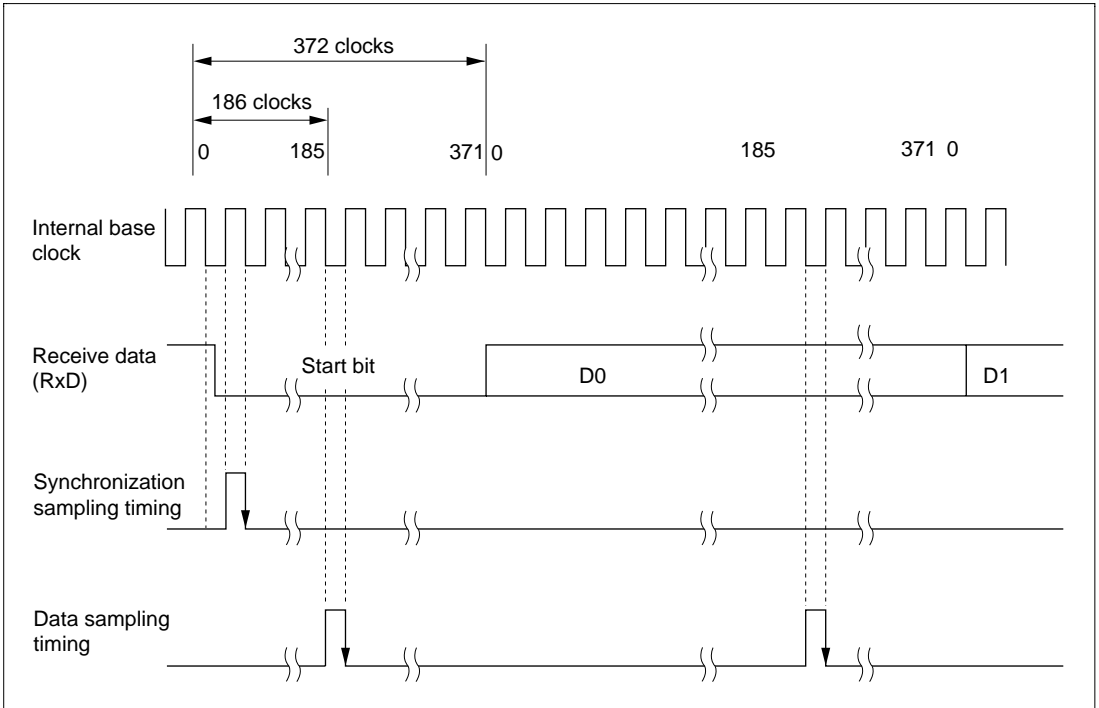 372 clocks
186 clocks
0 185 371 0 185 371 0
Internal base
clock
Receive data
(RxD)
Start bit
D0
D1
Synchronization
sampling timing
Data sampling
timing